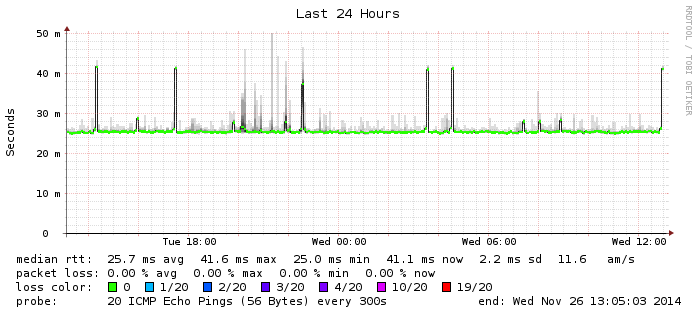 Last 24 Hours
RRDTOOL / TOBI OETIKER
Seconds
50 m
40 m
30 m
20 m
10 m
0
Tue 18:00 Wed 00:00 Wed 06:00 Wed 12:00
median rtt: 25.7 ms avg 41.6 ms max 25.0 ms min 41.1 ms now 2.2 ms sd 11.6 am/s
packet loss: 0.00 % avg 0.00 % max 0.00 % min 0.00 % now
loss color: 0 1/20 2/20 3/20 4/20 10/20 19/20
probe: 20 ICMP Echo Pings (56 Bytes) every 300s end: Wed Nov 26 13:05:03 2014